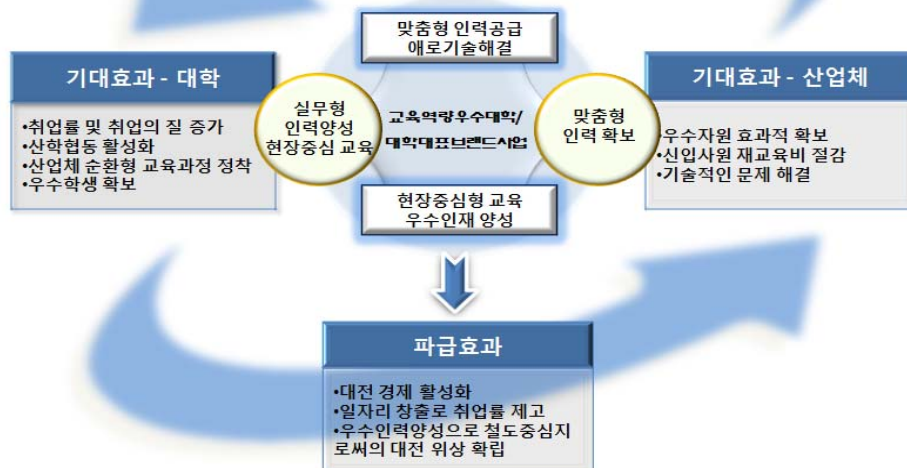 맞춤형 인력공급
애로기술해결
기대효과 - 대학
•취업률 및 취업의 질 증가
•산학협동 활성화
•산업체 순환형 교육과정 정착
•우수학생 확보
실무형
인력양성
현장중심 교육
교육역량우수대학/
대학대표브랜드사업
맞춤형
인력 확보
기대효과 - 산업체
•우수자원 효과적 확보
•신입사원 재교육비 절감
•기술적인 문제 해결
현장중심형 교육
우수인재 양성
파급효과
•대전 경제 활성화
•일자리 창출로 취업률 제고
•우수인력양성으로 철도중심지
로써의 대전 위상 확립